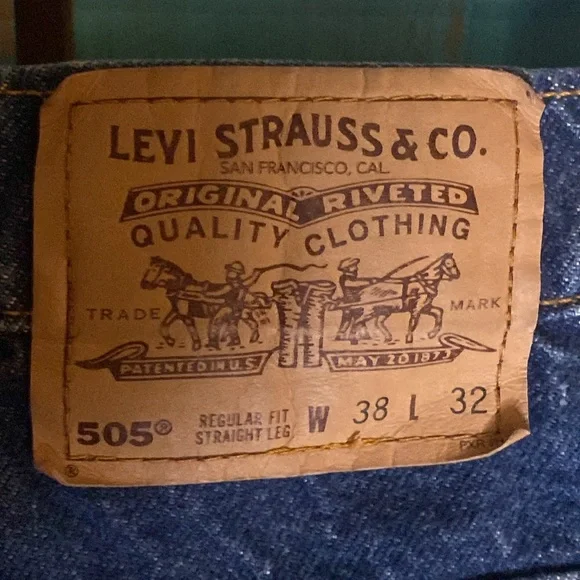 LEVI STRAUSS & CO.
SAN FRANCISCO, CAL.
ORIGINAL RIVETED
QUALITY CLOTHING
TRADE MARK
PATENTED IN U.S. MAY 20 1873
505® REGULAR FIT STRAIGHT LEG W 38 L 32
®